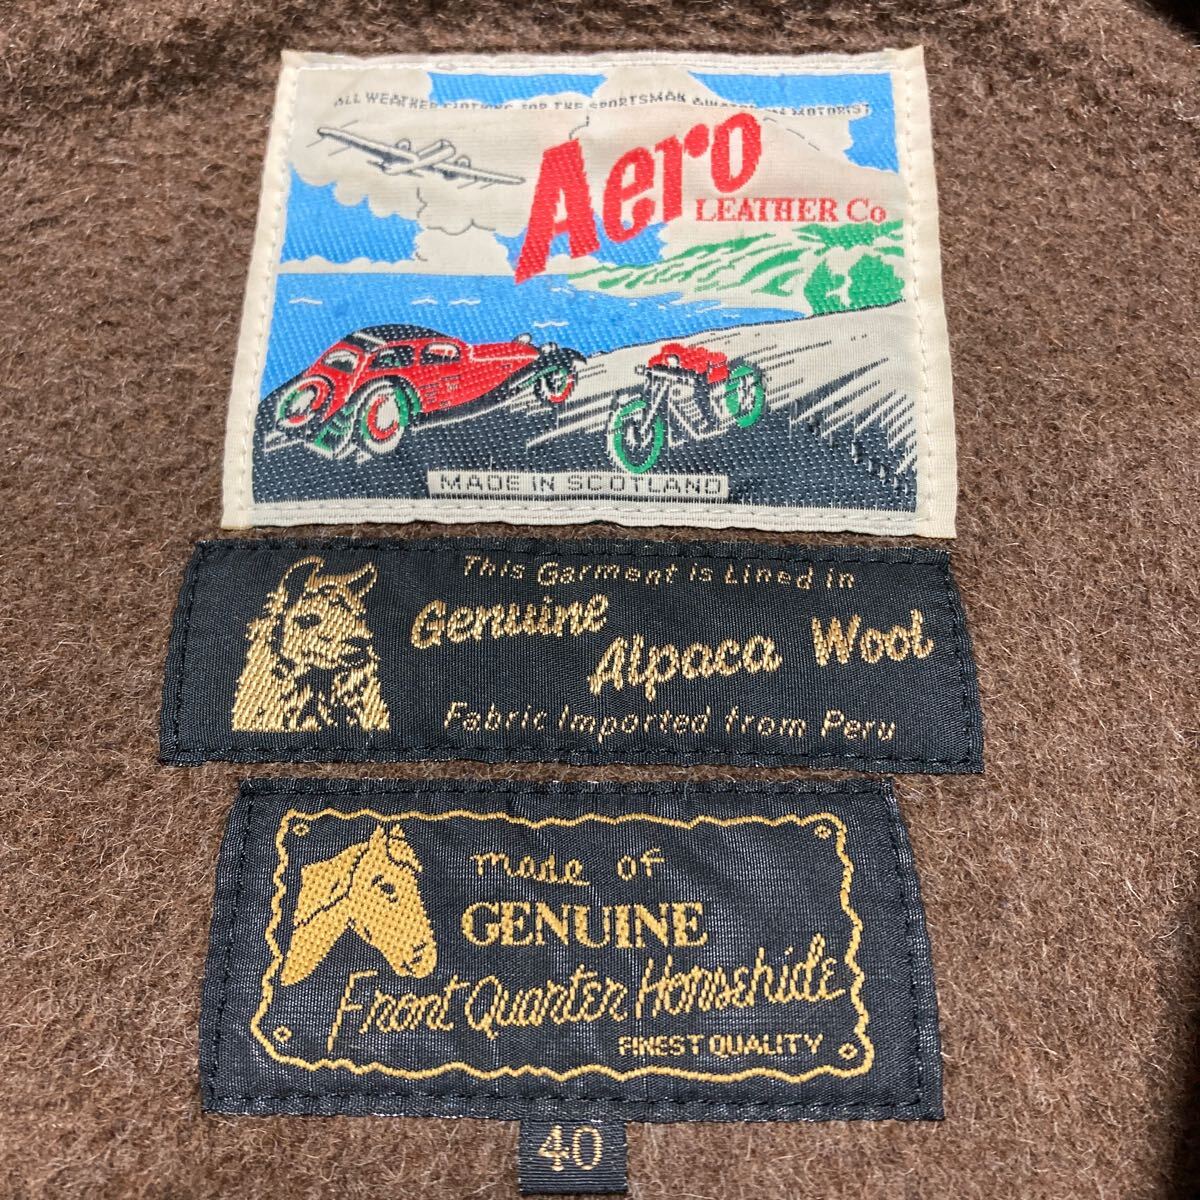 ALL WEATHER CLOTHING FOR THE SPORTSMAN MOTORIST
Aero
LEATHER Co
MADE IN SCOTLAND
This Garment is Lined in
Genuine
Alpaca Wool
Fabric Imported from Peru
made of
GENUINE
Front Quarter Horsehide
FINEST QUALITY
40